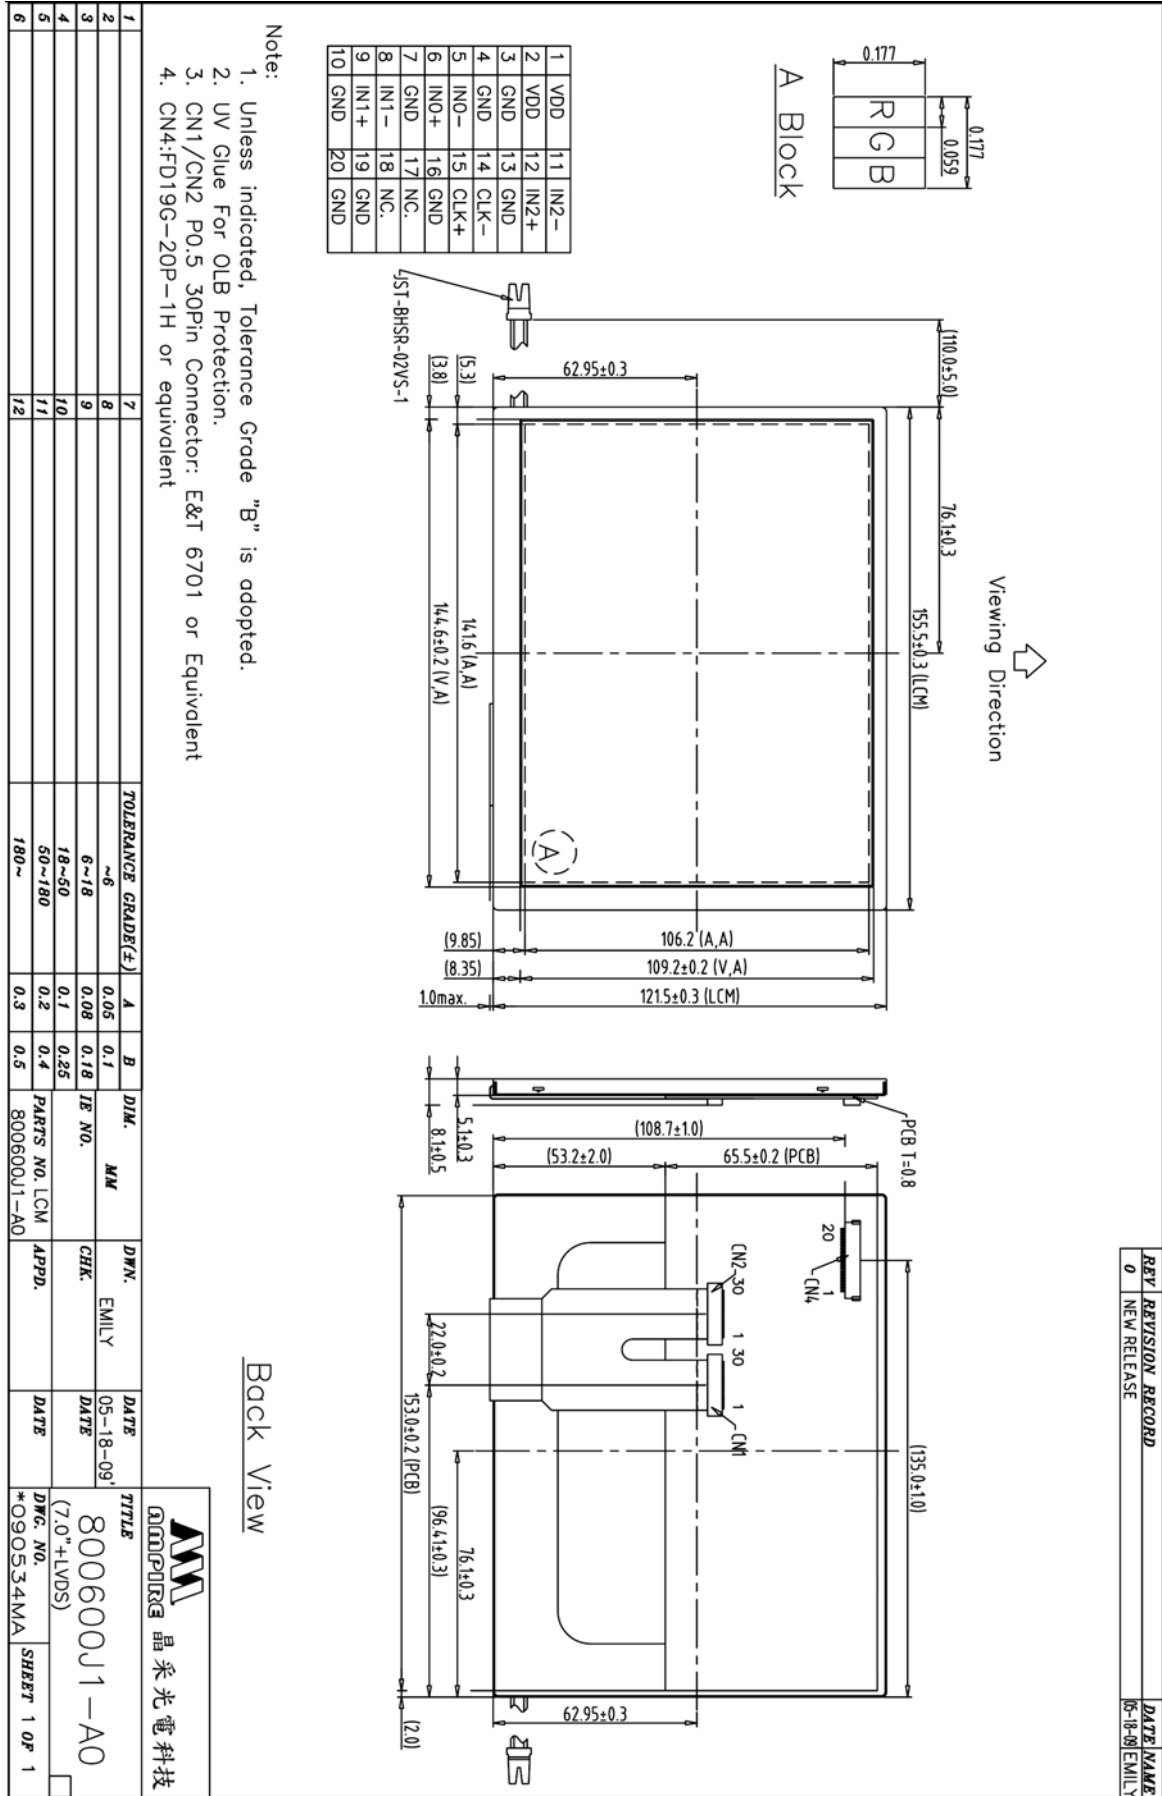 REV REVISION RECORD DATE NAME
0 NEW RELEASE 05-18-09 EMILY
Viewing Direction
0.177
0.059
0.177
R G B
A Block
(110.0±5.0)
76.1±0.3
155.5±0.3 (LCM)
62.95±0.3
JST-BHSR-02VS-1
(5.3)
(3.8)
141.6 (A,A)
144.6±0.2 (V,A)
A
106.2 (A,A)
109.2±0.2 (V,A)
121.5±0.3 (LCM)
(9.85)
(8.35)
1.0max.
PCB T=0.8
5.1±0.3
8.1±0.5
(108.7±1.0)
(53.2±2.0)
65.5±0.2 (PCB)
(135.0±1.0)
20 1
CN4
CN2 30 1 30 1
CN1
22.0±0.2
153.0±0.2 (PCB)
(96.41±0.3)
76.1±0.3
(2.0)
62.95±0.3
Back View
1 VDD 11 IN2-
2 VDD 12 IN2+
3 GND 13 GND
4 GND 14 CLK-
5 IN0- 15 CLK+
6 IN0+ 16 GND
7 GND 17 NC.
8 IN1- 18 NC.
9 IN1+ 19 GND
10 GND 20 GND
Note:
1. Unless indicated, Tolerance Grade "B" is adopted.
2. UV Glue For OLB Protection.
3. CN1/CN2 P0.5 30Pin Connector: E&T 6701 or Equivalent
4. CN4:FD19G-20P-1H or equivalent
AMPIRE 晶采光電科技
1 7 TOLERANCE GRADE(±) A B DIM. DWN. DATE TITLE
2 8 ~6 0.05 0.1 MM EMILY 05-18-09' 800600J1-A0
3 9 6~18 0.08 0.18 IE NO. CHK. DATE
4 10 18~50 0.1 0.25 (7.0"+LVDS)
5 11 50~180 0.2 0.4 PARTS NO. LCM APPD. DATE DWG. NO. SHEET 1 OF 1
6 12 180~ 0.3 0.5 800600J1-A0 *090534MA